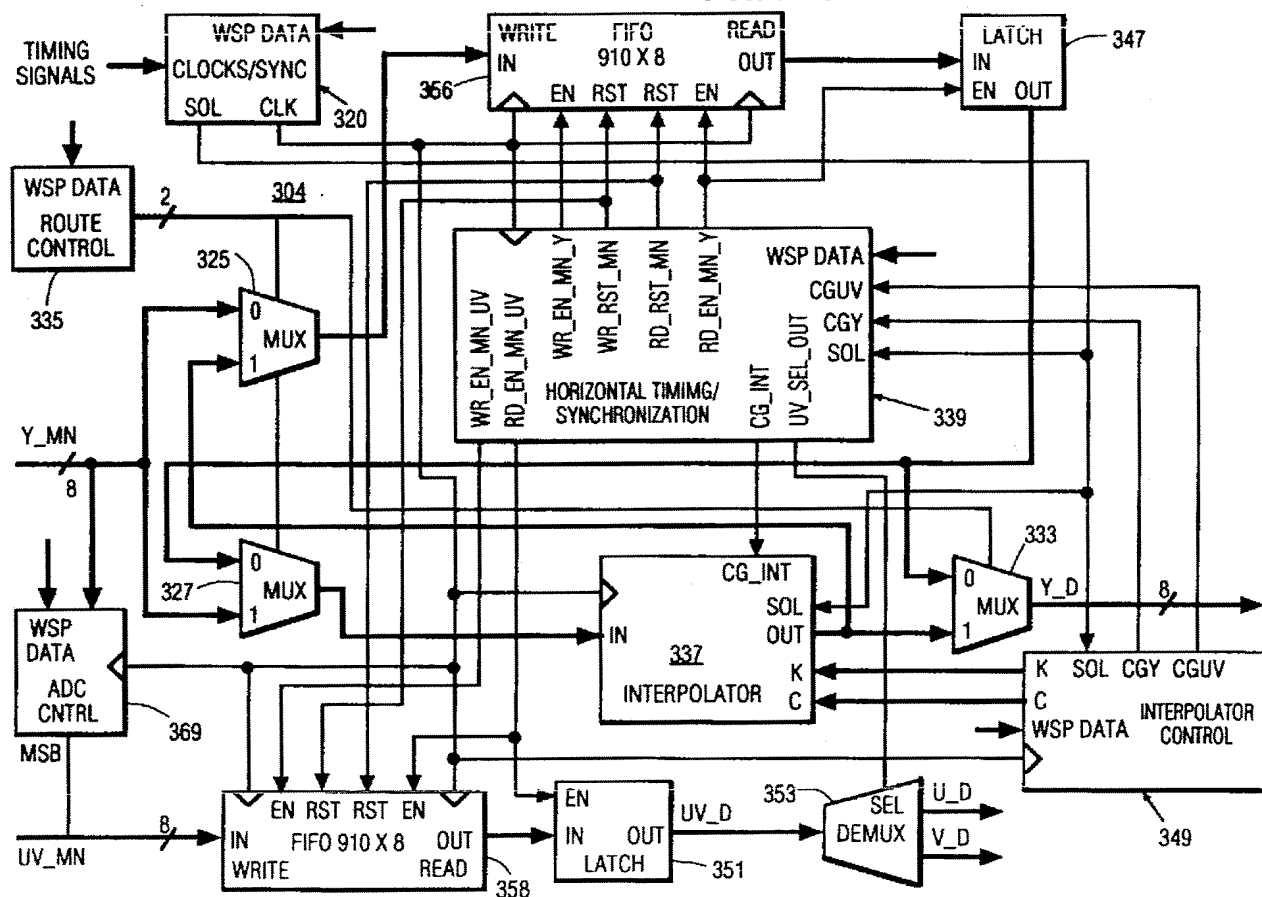 TIMING
SIGNALS
WSP DATA
CLOCKS/SYNC
SOL CLK
320
WRITE FIFO READ
IN 910 X 8 OUT
EN RST RST EN
356
LATCH
IN
EN OUT
347
WSP DATA
ROUTE
CONTROL
335
2
304
325
0
MUX
1
WR_EN_MN_UV
RD_EN_MN_UV
WR_EN_MN_Y
WR_RST_MN
RD_RST_MN
RD_EN_MN_Y
WSP DATA
CGUV
CGY
SOL
CG_INT
UV_SEL_OUT
HORIZONTAL TIMIMG/
SYNCHRONIZATION
339
Y_MN
8
327
0
MUX
1
CG_INT
SOL
IN OUT
337 K
INTERPOLATOR C
333
0
MUX
1
Y_D 8
WSP
DATA
ADC
CNTRL
369
MSB
K SOL CGY CGUV
C
WSP DATA INTERPOLATOR
CONTROL
349
UV_MN
8
EN RST RST EN
IN FIFO 910 X 8 OUT
WRITE READ
358
EN
IN OUT
LATCH
351
UV_D
353
SEL
DEMUX
U_D
V_D